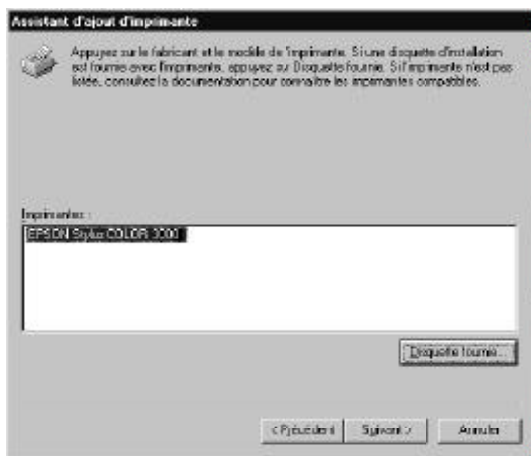 Assistant d'ajout d'imprimante
Appuyez sur le fabricant et le modèle de l'imprimante. Si une disquette d'installation
est fournie avec l'imprimante, appuyez su Disquette fournie. Si l'imprimante n'est pas
listée, consultez la documentation pour connaître les imprimantes compatibles.
Imprimantes :
EPSON Stylus COLOR 3000
Disquette fournie...
< Précédent
Suivant >
Annuler